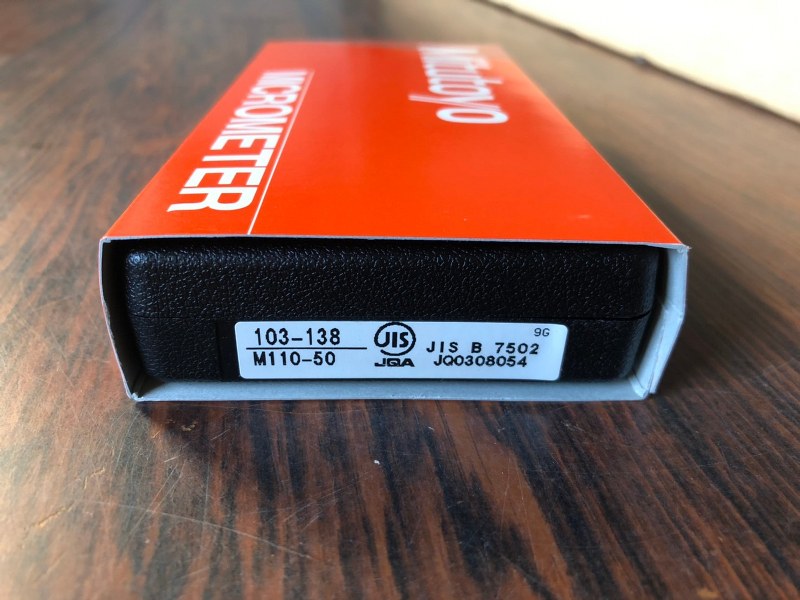 Mitutoyo
MICROMETER
103-138
M110-50
JIS
JQA
9G
JIS B 7502
JQ0308054